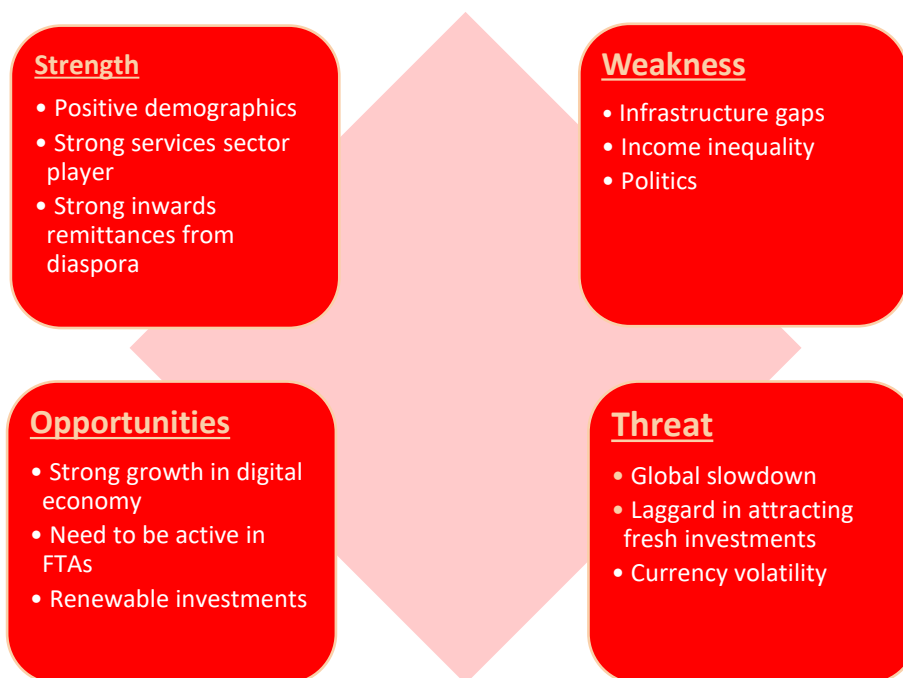 Strength
• Positive demographics
• Strong services sector
player
• Strong inwards
remittances from
diaspora
Weakness
• Infrastructure gaps
• Income inequality
• Politics
Opportunities
• Strong growth in digital
economy
• Need to be active in
FTAs
• Renewable investments
Threat
• Global slowdown
• Laggard in attracting
fresh investments
• Currency volatility